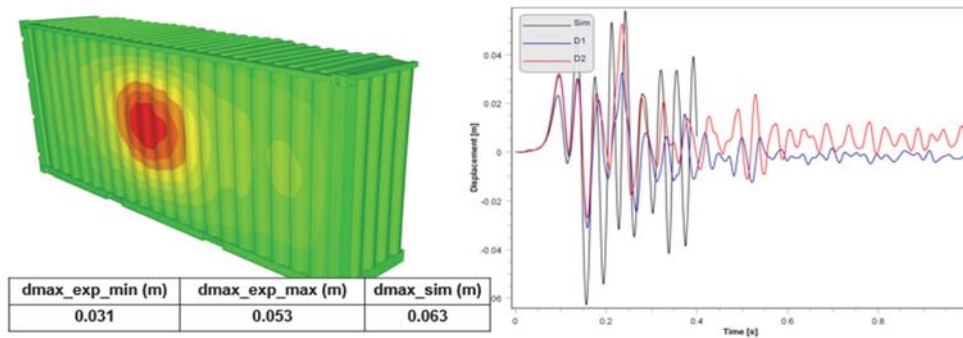 dmax_exp_min (m) dmax_exp_max (m) dmax_sim (m)
0.031 0.053 0.063
Sim
D1
D2
0.04
0.02
0
-0.02
-0.04
06
Displacement [m]
0 0.2 0.4 0.6 0.8
Time [s]